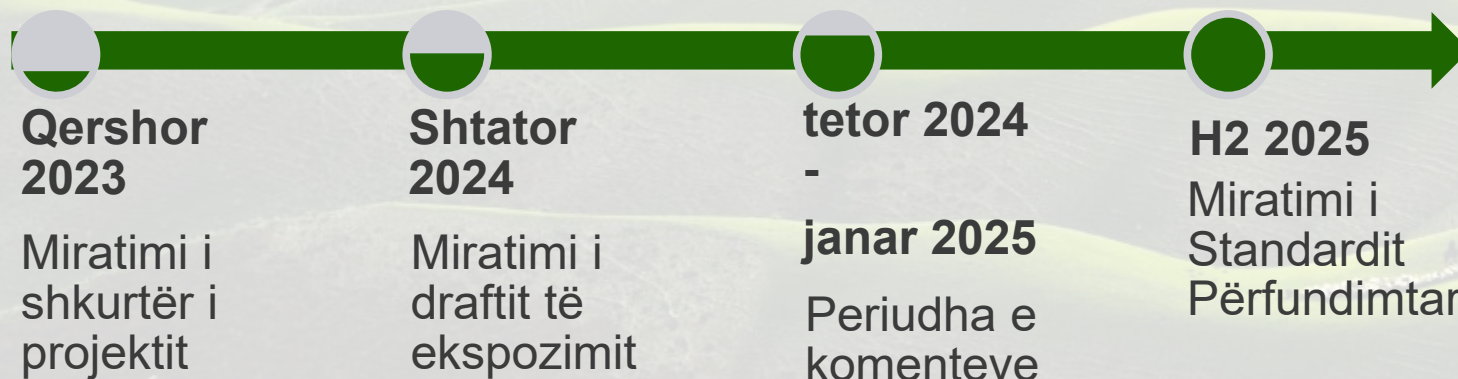 Qershor
2023
Miratimi i
shkurtër i
projektit
Shtator
2024
Miratimi i
draftit të
ekspozimit
tetor 2024
-
janar 2025
Periudha e
komenteve
H2 2025
Miratimi i
Standardit
Përfundimtar